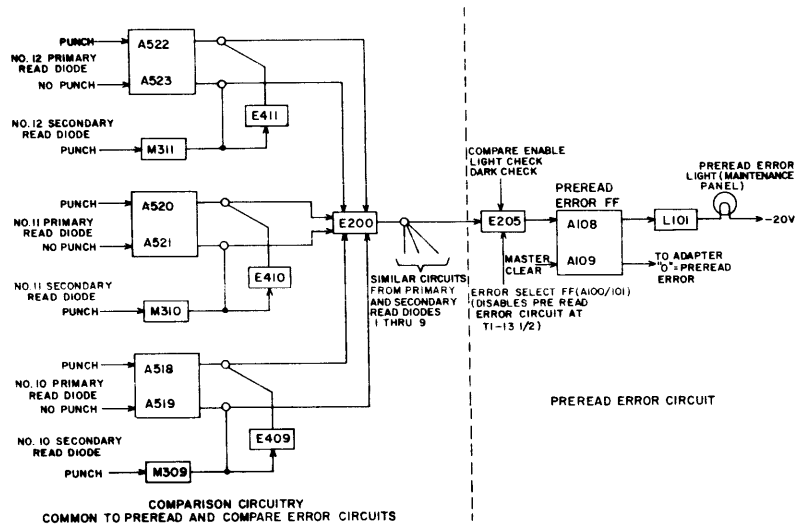 PUNCH
A522
NO. 12 PRIMARY
READ DIODE
A523
NO PUNCH
E411
NO. 12 SECONDARY
READ DIODE
PUNCH
M311
PUNCH
A520
NO. 11 PRIMARY
READ DIODE
A521
NO PUNCH
E410
NO. 11 SECONDARY
READ DIODE
PUNCH
M310
PUNCH
A518
NO. 10 PRIMARY
READ DIODE
A519
NO PUNCH
E409
NO. 10 SECONDARY
READ DIODE
PUNCH
M309
COMPARISON CIRCUITRY
COMMON TO PREREAD AND COMPARE ERROR CIRCUITS
E200
SIMILAR CIRCUITS
FROM PRIMARY
AND SECONDARY
READ DIODES
1 THRU 9
COMPARE ENABLE
LIGHT CHECK
DARK CHECK
E205
PREREAD
ERROR FF
A108
A109
MASTER
CLEAR
ERROR SELECT FF(A100/101)
(DISABLES PRE READ
ERROR CIRCUIT AT
T1-13 1/2)
L101
PREREAD ERROR
LIGHT (MAINTENANCE
PANEL)
-20V
TO ADAPTER
"0"=PREREAD
ERROR
PREREAD ERROR CIRCUIT